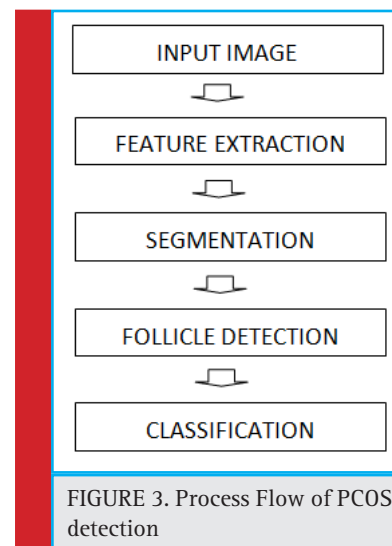 INPUT IMAGE
FEATURE EXTRACTION
SEGMENTATION
FOLLICLE DETECTION
CLASSIFICATION
FIGURE 3. Process Flow of PCOS
detection